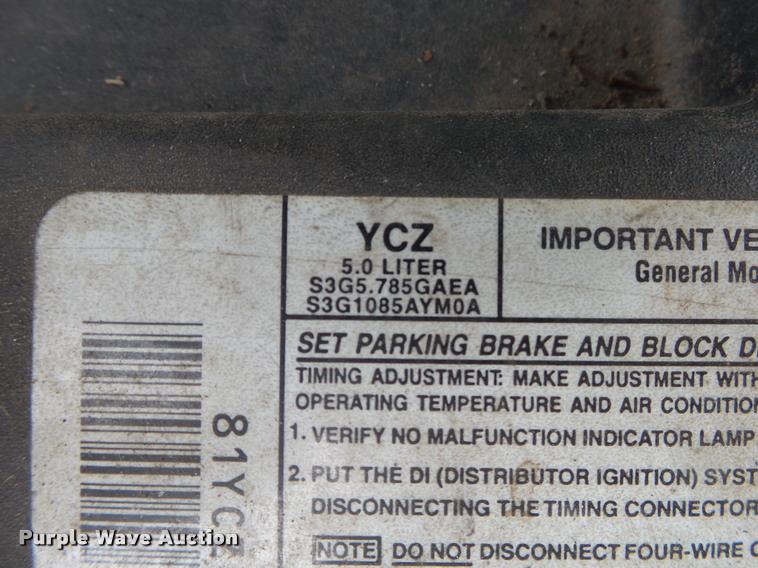 YCZ
5.0 LITER
S3G5.785GAEA
S3G1085AYM0A
IMPORTANT VE
General Mo
SET PARKING BRAKE AND BLOCK D
TIMING ADJUSTMENT: MAKE ADJUSTMENT WITH
OPERATING TEMPERATURE AND AIR CONDITION
1. VERIFY NO MALFUNCTION INDICATOR LAMP
2. PUT THE DI (DISTRIBUTOR IGNITION) SYST
DISCONNECTING THE TIMING CONNECTOR
NOTE DO NOT DISCONNECT FOUR-WIRE C
81YCZ
Purple Wave Auction